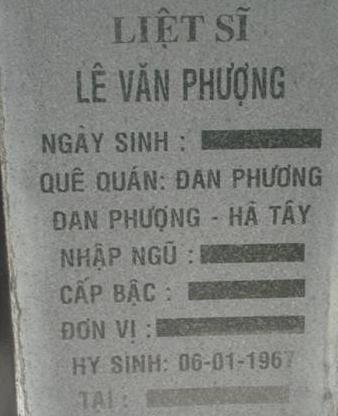 LIỆT SĨ
LÊ VĂN PHƯỢNG
NGÀY SINH :
QUÊ QUÁN: ĐAN PHƯƠNG
ĐAN PHƯỢNG - HÀ TÂY
NHẬP NGŨ :
CẤP BẬC :
ĐƠN VỊ :
HY SINH: 06-01-1967
TẠI :